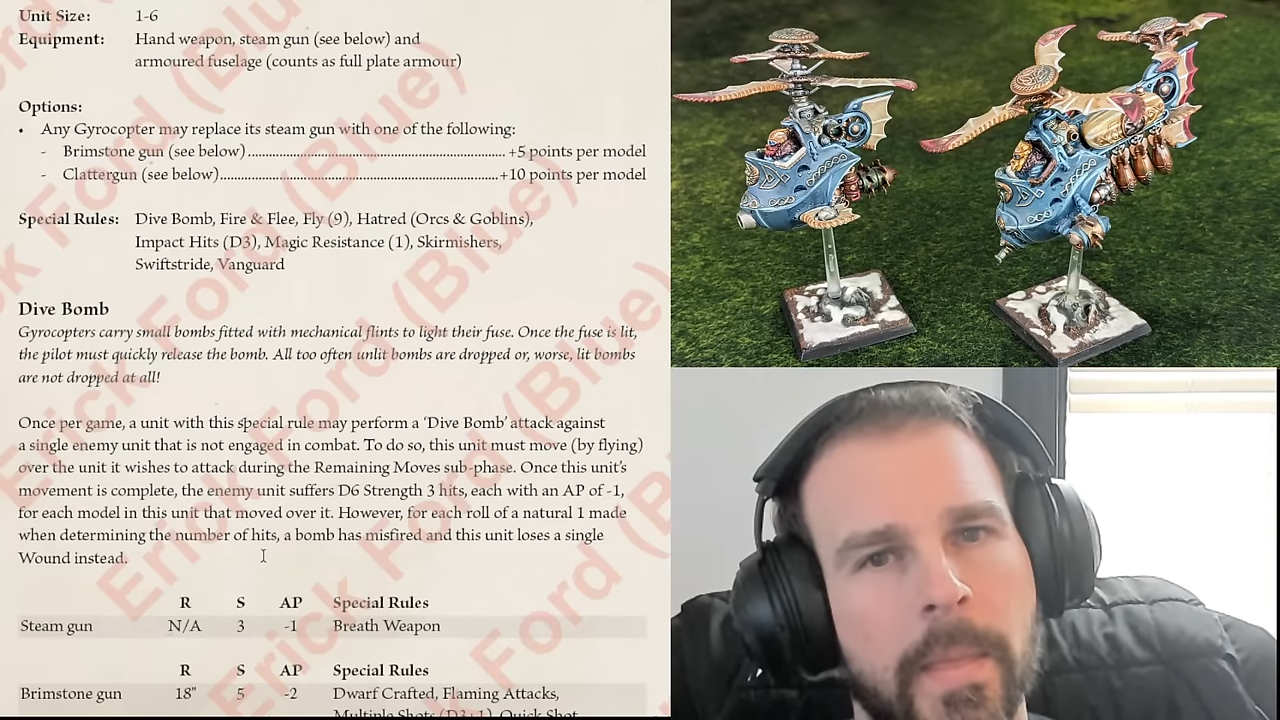 Unit Size: 1-6
Equipment: Hand weapon, steam gun (see below) and
armoured fuselage (counts as full plate armour)
Options:
• Any Gyrocopter may replace its steam gun with one of the following:
- Brimstone gun (see below) +5 points per model
- Clattergun (see below) +10 points per model
Special Rules: Dive Bomb, Fire & Flee, Fly (9), Hatred (Orcs & Goblins),
Impact Hits (D3), Magic Resistance (1), Skirmishers,
Swiftstride, Vanguard
Dive Bomb
Gyrocopters carry small bombs fitted with mechanical flints to light their fuse. Once the fuse is lit,
the pilot must quickly release the bomb. All too often unlit bombs are dropped or, worse, lit bombs
are not dropped at all!
Once per game, a unit with this special rule may perform a ‘Dive Bomb’ attack against
a single enemy unit that is not engaged in combat. To do so, this unit must move (by flying)
over the unit it wishes to attack during the Remaining Moves sub-phase. Once this unit’s
movement is complete, the enemy unit suffers D6 Strength 3 hits, each with an AP of -1,
for each model in this unit that moved over it. However, for each roll of a natural 1 made
when determining the number of hits, a bomb has misfired and this unit loses a single
Wound instead.
R S AP Special Rules
Steam gun N/A 3 -1 Breath Weapon
R S AP Special Rules
Brimstone gun 18" 5 -2 Dwarf Crafted, Flaming Attacks,
Multiple Shots (D3+1), Quick Shot
Erick Ford (Blue)